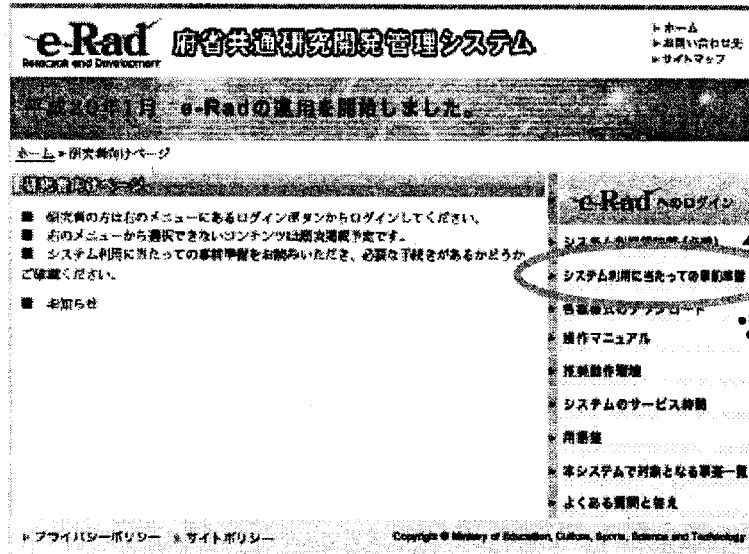 e-Rad
Research and Development
府省共通研究開発管理システム
ホーム
お問い合わせ先
サイトマップ
平成20年1月 e-Radの運用を開始しました。
ホーム > 研究者向けページ
研究者向けページ
■ 研究者の方は右のメニューにあるログインボタンからログインしてください。
■ 右のメニューから選択できないコンテンツは順次掲載予定です。
■ システム利用に当たっての事前準備をお読みいただき、必要な手続きがあるかどうか
ご確認ください。
■ お知らせ
e-Rad へのログイン
システム利用に当たっての事前準備
各種様式のダウンロード
操作マニュアル
推奨動作環境
システムのサービス時間
用語集
本システムで対象となる事業一覧
よくある質問と答え
プライバシーポリシー サイトポリシー
Copyright © Ministry of Education, Culture, Sports, Science and Technology